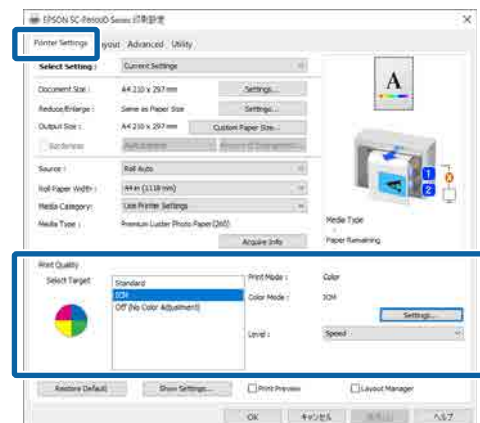 EPSON SC-P8500D Series 印刷設定
Printer Settings Layout Advanced Utility
Select Setting : Current Settings
Document Size : A4 210 x 297 mm Settings...
Reduce/Enlarge : Same as Paper Size Settings...
Output Size : A4 210 x 297 mm Custom Paper Size...
Borderless
Source : Roll Auto
Roll Paper Width : 44 in (1118 mm)
Media Category: Use Printer Settings
Media Type : Premium Luster Photo Paper(260)
Acquire Info
A
1
2
Media Type
Paper Remaining
Print Quality
Select Target
Standard
ICM
Off (No Color Adjustment)
Print Mode : Color
Color Mode : ICM
Settings...
Level : Speed
Restore Default Show Settings... Print Preview Layout Manager
OK キャンセル ヘルプ